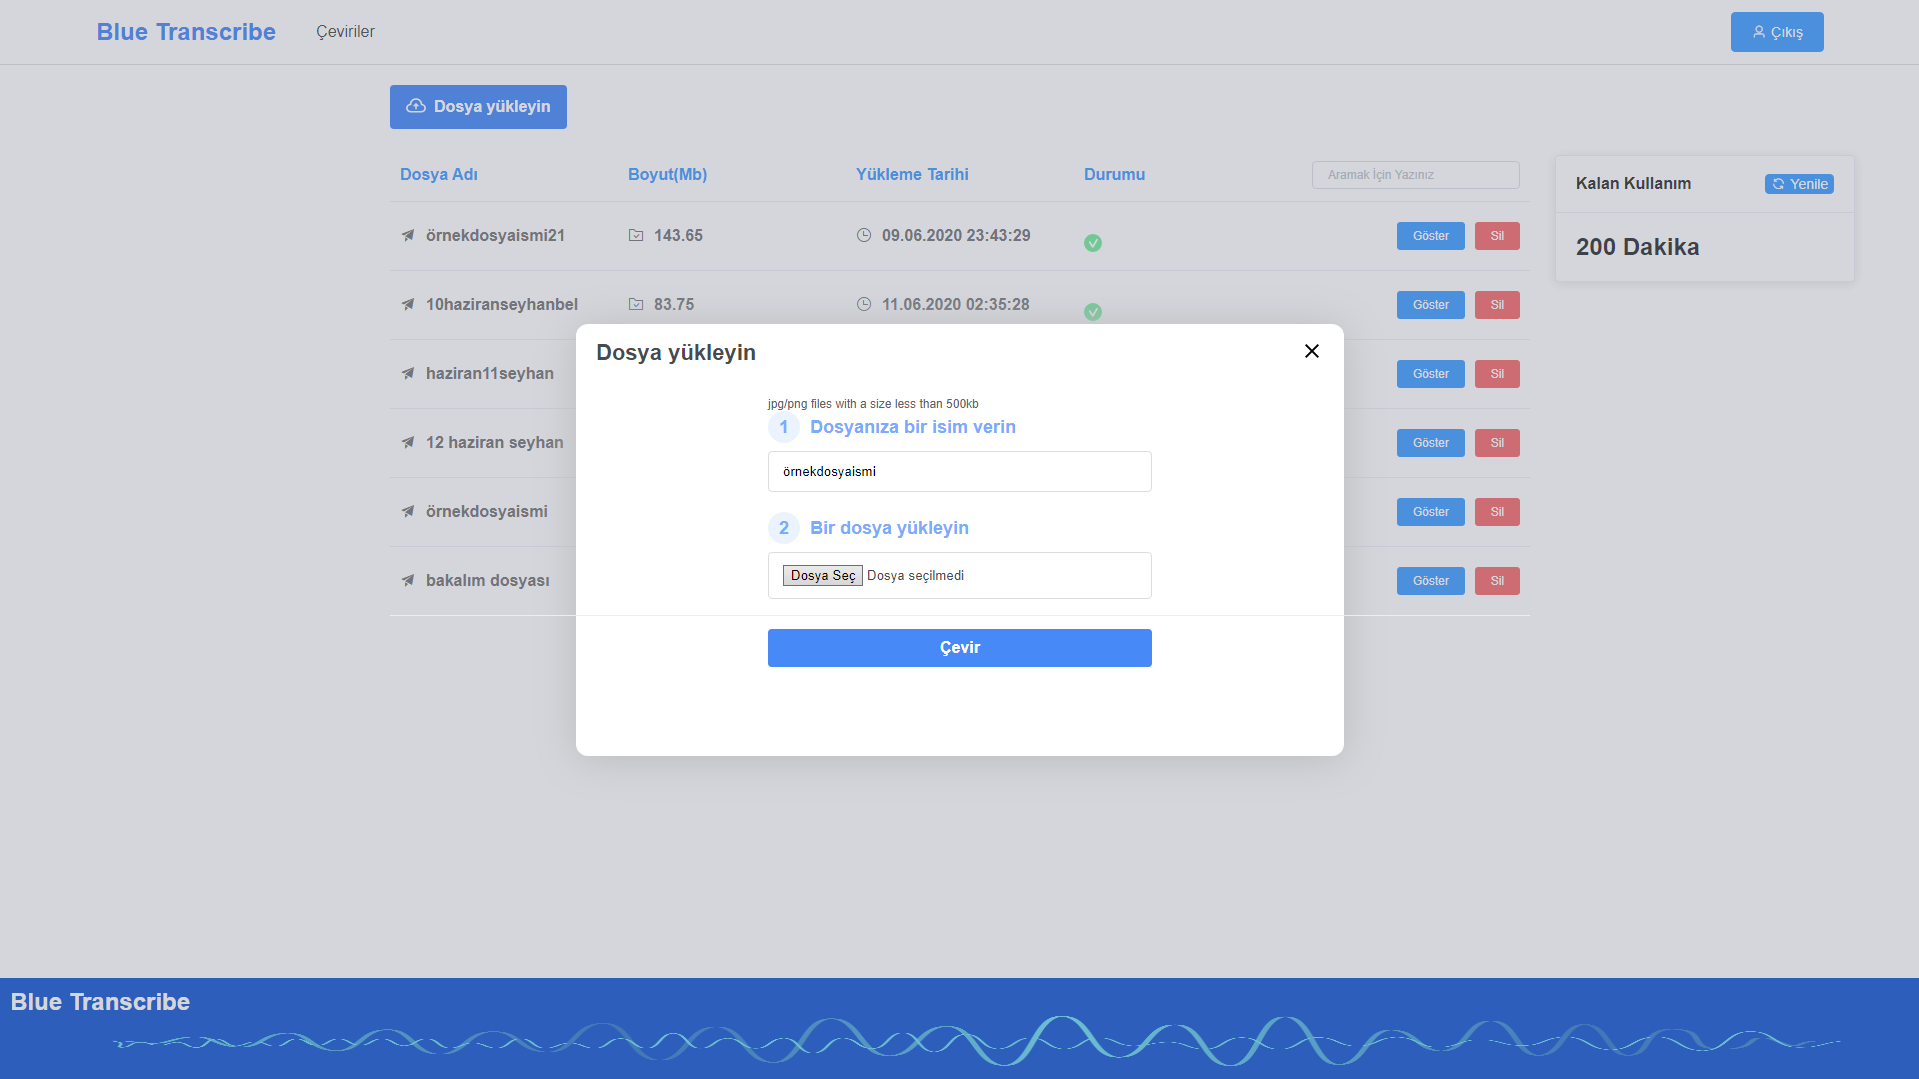 Blue Transcribe
Çeviriler
Çıkış
Dosya yükleyin
Dosya Adı Boyut(Mb) Yükleme Tarihi Durumu Aramak İçin Yazınız
örnekdosyaismi21 143.65 09.06.2020 23:43:29 Göster Sil
10haziranseyhanbel 83.75 11.06.2020 02:35:28 Göster Sil
haziran11seyhan Göster Sil
12 haziran seyhan Göster Sil
örnekdosyaismi Göster Sil
bakalım dosyası Göster Sil
Kalan Kullanım Yenile
200 Dakika
Dosya yükleyin
jpg/png files with a size less than 500kb
1 Dosyanıza bir isim verin
örnekdosyaismi
2 Bir dosya yükleyin
Dosya Seç Dosya seçilmedi
Çevir
Blue Transcribe